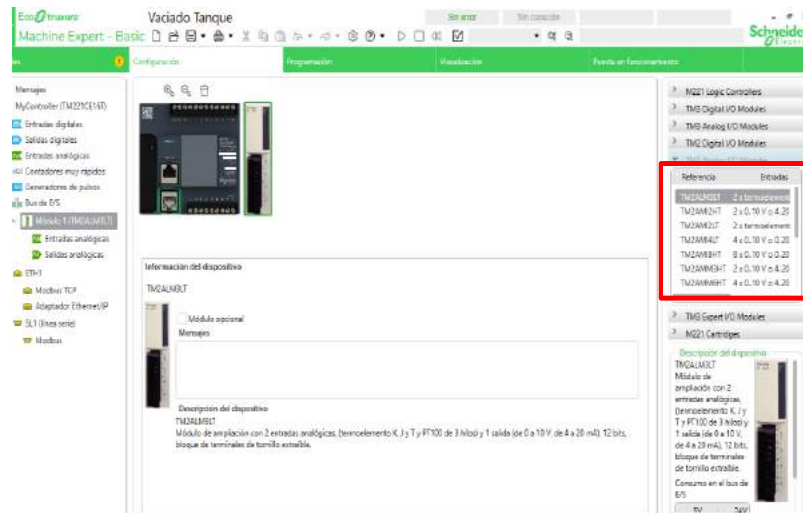 EcoStruxure
Machine Expert - Basic
Vaciado Tanque
Sin error
Sin conexión
Schneide
Electric
Configuración
Programación
Visualización
Puesta en funcionamiento
Mensajes
MyController (TM221CE16T)
Entradas digitales
Salidas digitales
Entradas analógicas
Contadores muy rápidos
Generadores de pulsos
Bus de E/S
Módulo 1 (TM2ALM3LT)
Entradas analógicas
Salidas analógicas
ETH1
Modbus TCP
Adaptador Ethernet/IP
SL1 (línea serie)
Modbus
Información del dispositivo
TM2ALM3LT
Módulo opcional
Mensajes
Descripción del dispositivo
TM2ALM3LT
Módulo de ampliación con 2 entradas analógicas, (termoelemento K, J y T y PT100 de 3 hilos) y 1 salida (de 0 a 10 V, de 4 a 20 mA), 12 bits,
bloque de terminales de tornillo extraíble.
M221 Logic Controllers
TM3 Digital I/O Modules
TM3 Analog I/O Modules
TM2 Digital I/O Modules
Referencia Entradas
TM2ALM3LT 2 x termoelement
TM2AMI2HT 2 x 0..10 V o 4..20
TM2AMI2LT 2 x termoelement
TM2AMI4LT 4 x 0..10 V o 0..20
TM2AMI8HT 8 x 0..10 V o 0..20
TM2AMM3HT 2 x 0..10 V o 4..20
TM2AMM6HT 4 x 0..10 V o 4..20
TM3 Expert I/O Modules
M221 Cartridges
Descripción del dispositivo
TM2ALM3LT
Módulo de
ampliación con 2
entradas analógicas,
(termoelemento K, J y
T y PT100 de 3 hilos) y
1 salida (de 0 a 10 V,
de 4 a 20 mA), 12 bits,
bloque de terminales
de tornillo extraíble.
Consumo en el bus de
E/S
5V 24V